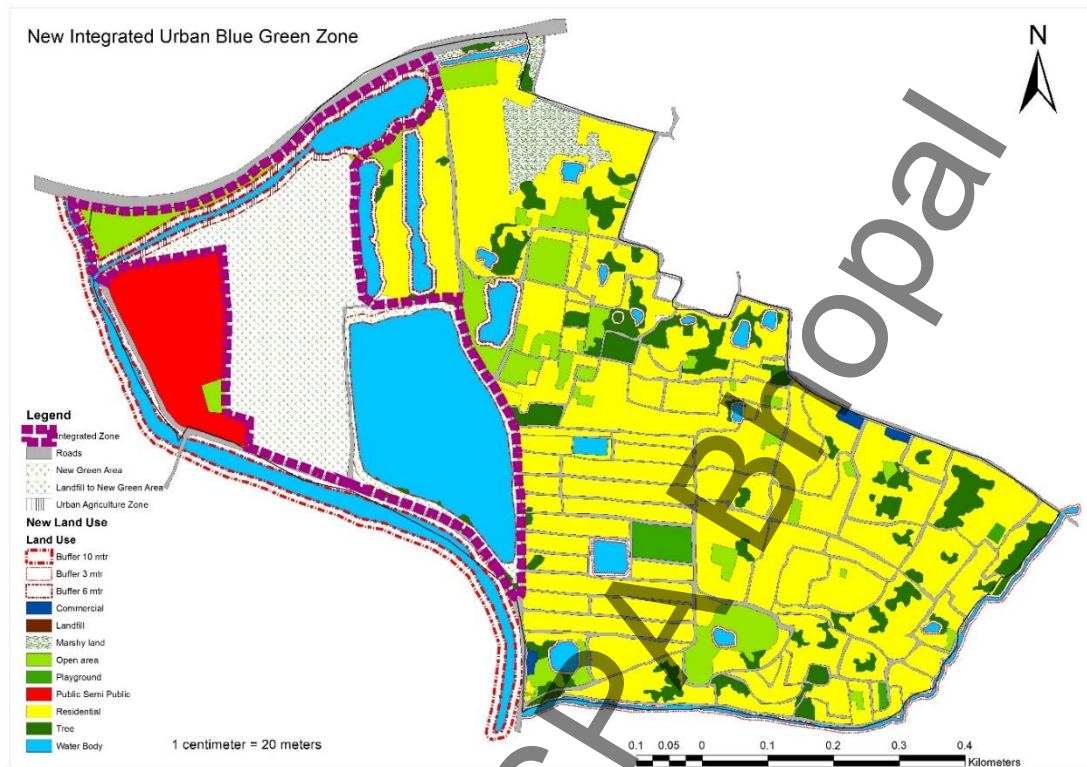 New Integrated Urban Blue Green Zone
N
Legend
Integrated Zone
Roads
New Green Area
Landfill to New Green Area
Urban Agriculture Zone
New Land Use
Land Use
Buffer 10 mtr
Buffer 3 mtr
Buffer 6 mtr
Commercial
Landfill
Marshy land
Open area
Playground
Public Semi Public
Residential
Tree
Water Body
1 centimeter = 20 meters
0.1 0.05 0 0.1 0.2 0.3 0.4
Kilometers
SPA Bhopal